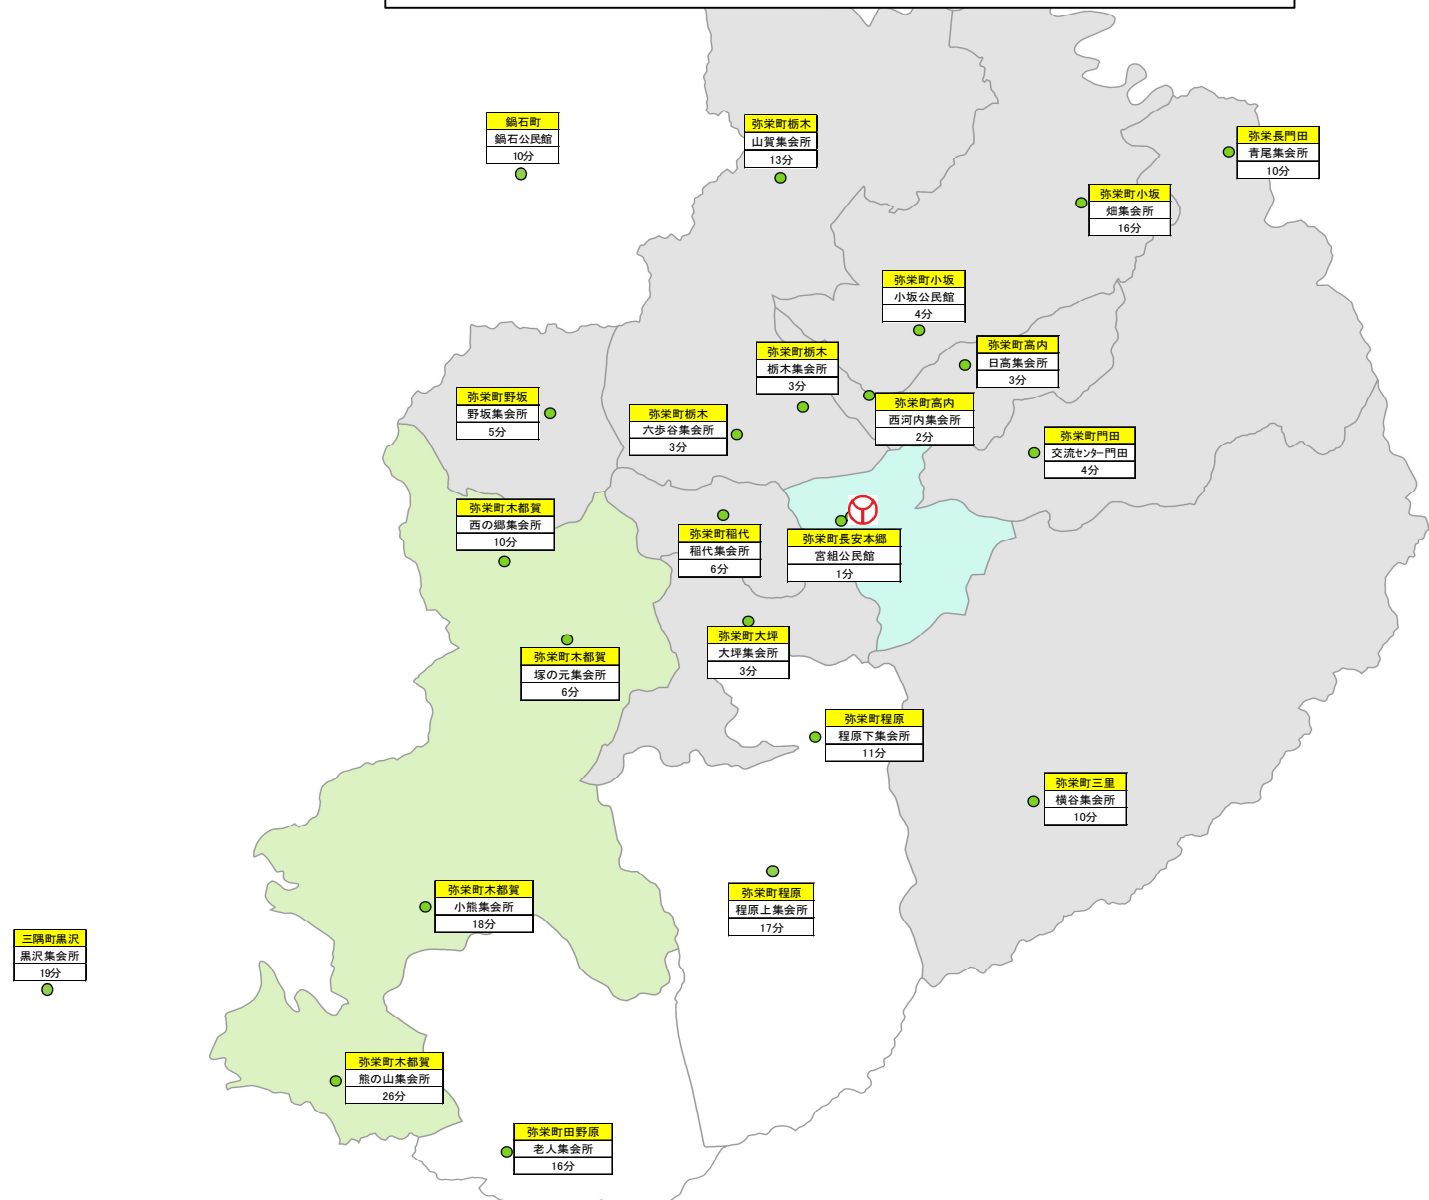 鍋石町
鍋石公民館
10分
弥栄町栃木
山賀集会所
13分
弥栄長門田
青尾集会所
10分
弥栄町小坂
畑集会所
16分
弥栄町小坂
小坂公民館
4分
弥栄町高内
日高集会所
3分
弥栄町栃木
栃木集会所
3分
弥栄町野坂
野坂集会所
5分
弥栄町栃木
六歩谷集会所
3分
弥栄町高内
西河内集会所
2分
弥栄町門田
交流センター門田
4分
弥栄町木都賀
西の郷集会所
10分
弥栄町稲代
稲代集会所
6分
弥栄町長安本郷
宮組公民館
1分
弥栄町大坪
大坪集会所
3分
弥栄町木都賀
塚の元集会所
6分
弥栄町程原
程原下集会所
11分
弥栄町三里
横谷集会所
10分
弥栄町木都賀
小熊集会所
18分
弥栄町程原
程原上集会所
17分
三隅町黒沢
黒沢集会所
19分
弥栄町木都賀
熊の山集会所
26分
弥栄町田野原
老人集会所
16分